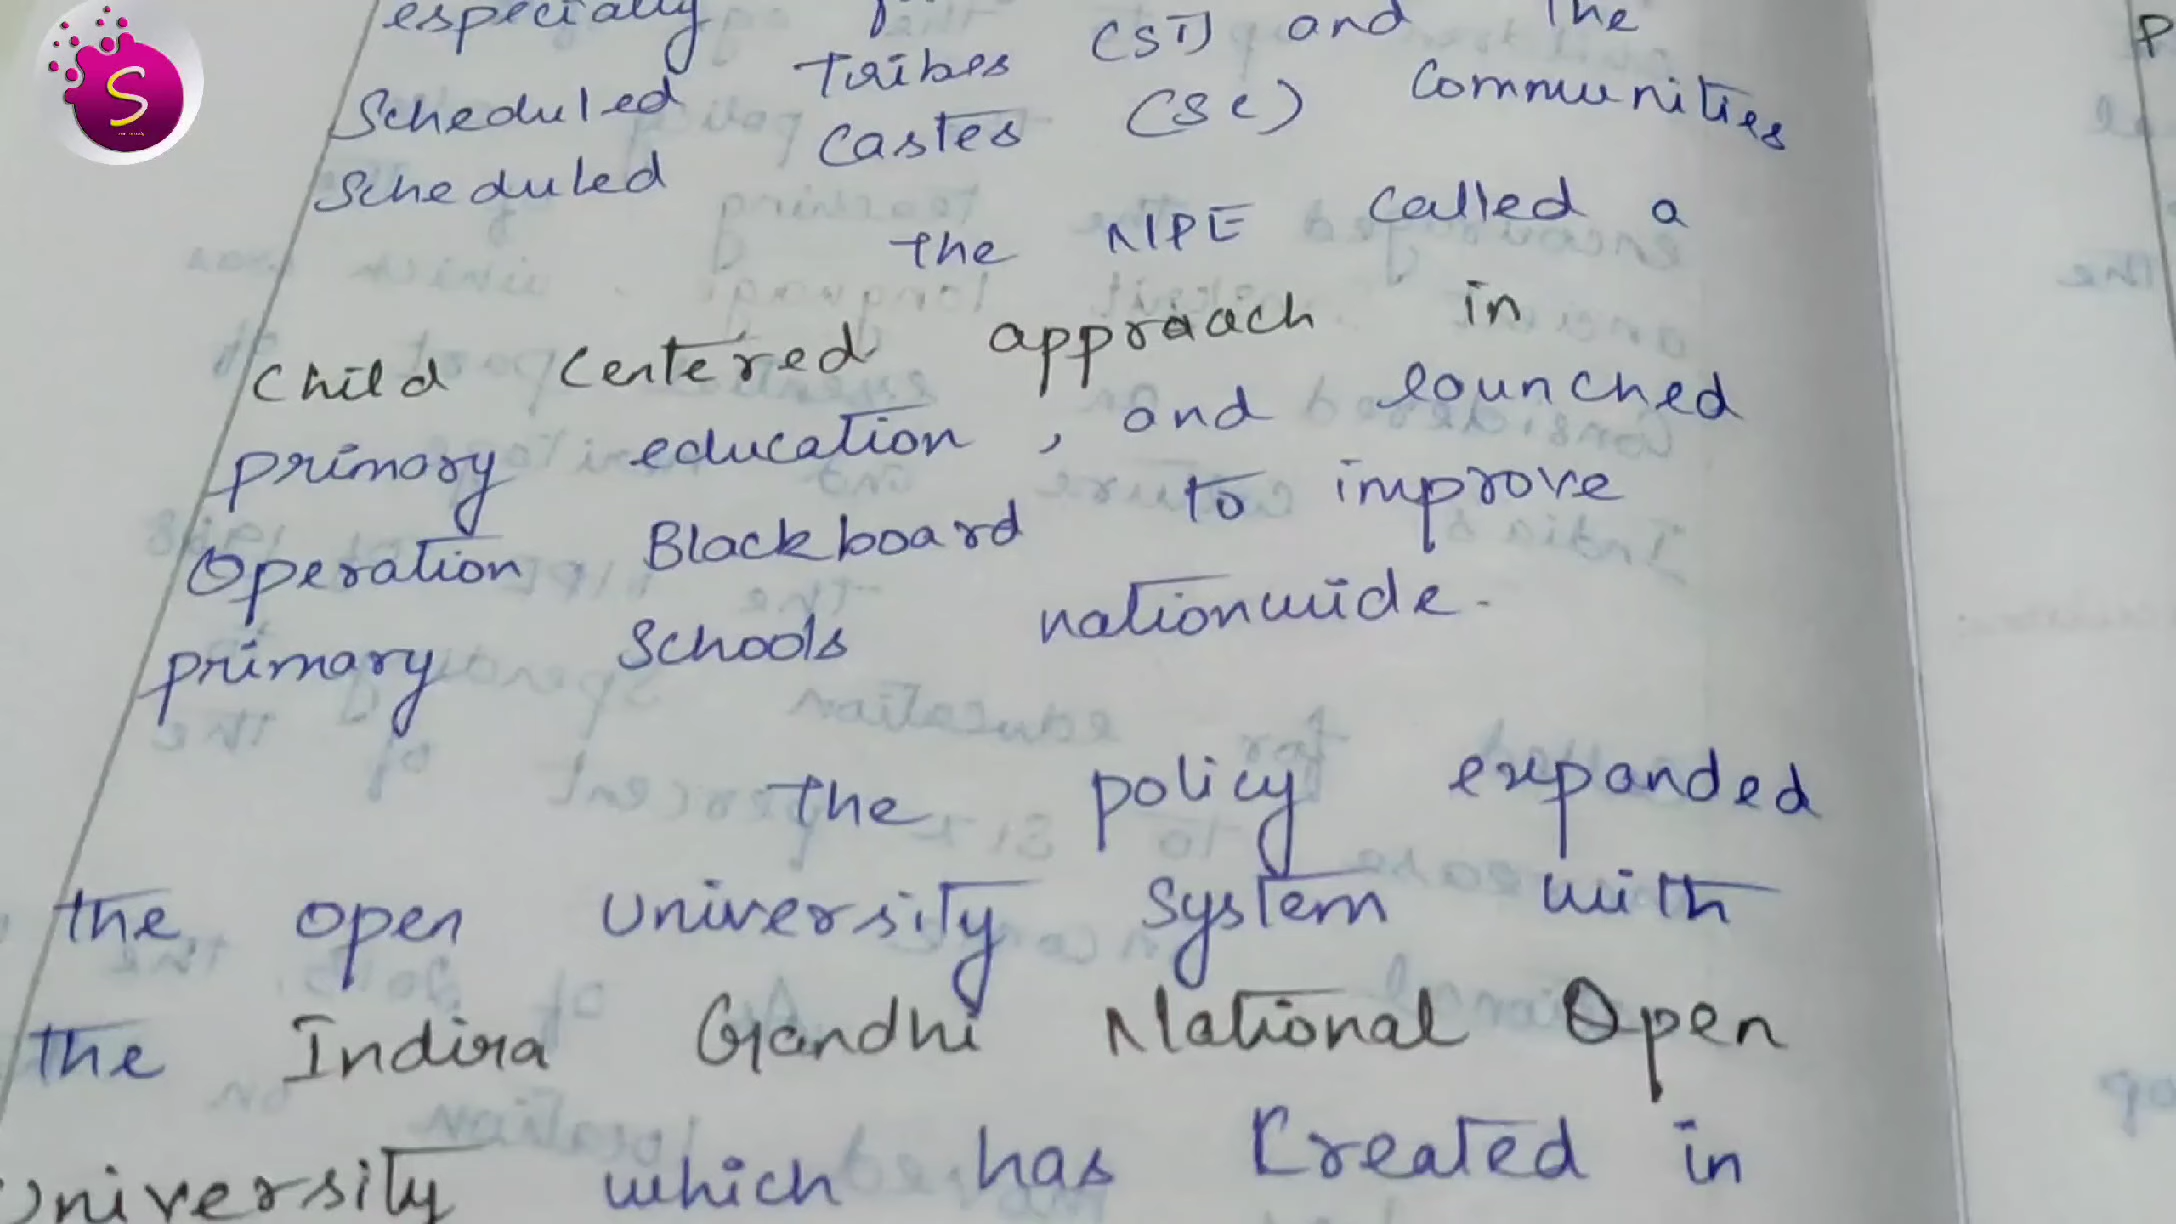 especially
Scheduled Tribes (ST) and the
Scheduled Castes (SC) Communities
the NPE called a
Child centered approach in
primary education, and launched
Operation Blackboard to improve
primary Schools nationwide.
the policy expanded
the open University System with
the Indira Gandhi National Open
University which has Created in